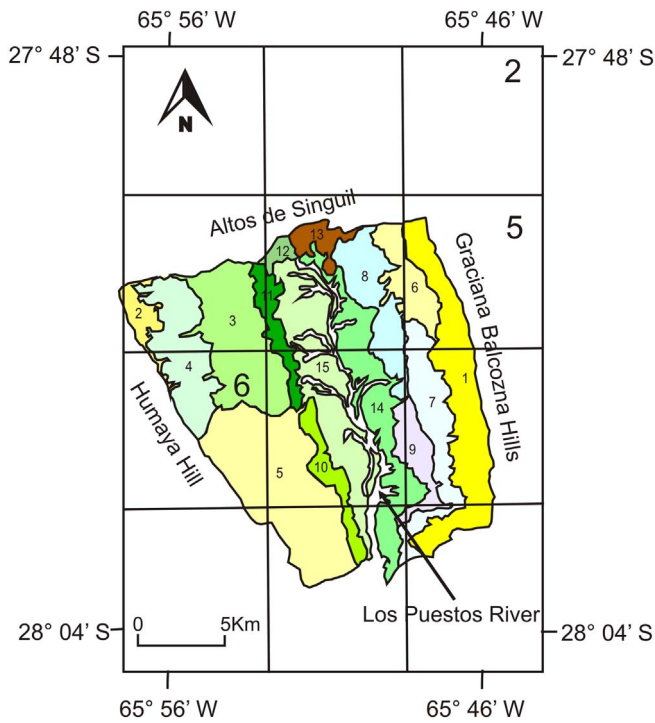 65° 56' W
65° 46' W
27° 48' S
27° 48' S
2
N
Altos de Singuil
5
13
12
8
6
2
11
3
Graciana Balcozna Hills
4
15
1
6
7
14
Humaya Hill
9
10
5
Los Puestos River
0
5Km
28° 04' S
28° 04' S
65° 56' W
65° 46' W